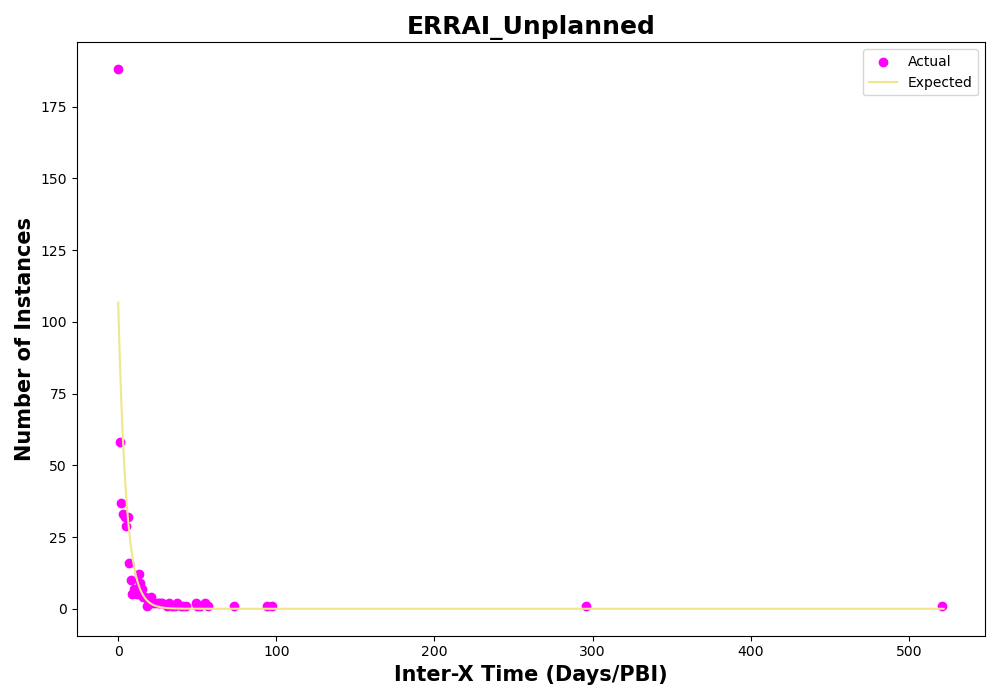 ERRAI_Unplanned
Actual
Expected
Number of Instances
175
150
125
100
75
50
25
0
0
100
200
300
400
500
Inter-X Time (Days/PBI)